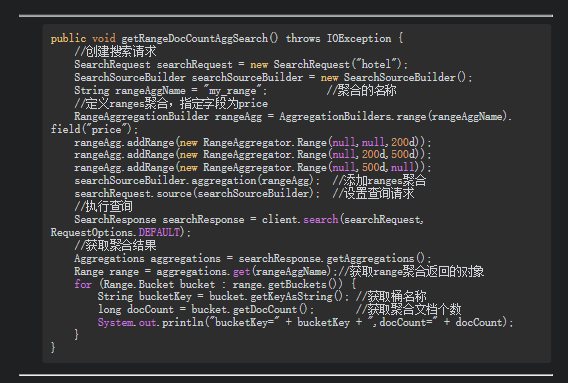 public void getRangeDocCountAggSearch() throws IOException {
//创建搜索请求
SearchRequest searchRequest = new SearchRequest("hotel");
SearchSourceBuilder searchSourceBuilder = new SearchSourceBuilder();
String rangeAggName = "my_range"; //聚合的名称
//定义ranges聚合，指定字段为price
RangeAggregationBuilder rangeAgg = AggregationBuilders.range(rangeAggName).
field("price");
rangeAgg.addRange(new RangeAggregator.Range(null,null,200d));
rangeAgg.addRange(new RangeAggregator.Range(null,200d,500d));
rangeAgg.addRange(new RangeAggregator.Range(null,500d,null));
searchSourceBuilder.aggregation(rangeAgg); //添加ranges聚合
searchRequest.source(searchSourceBuilder); //设置查询请求
//执行查询
SearchResponse searchResponse = client.search(searchRequest,
RequestOptions.DEFAULT);
//获取聚合结果
Aggregations aggregations = searchResponse.getAggregations();
Range range = aggregations.get(rangeAggName);//获取range聚合返回的对象
for (Range.Bucket bucket : range.getBuckets()) {
String bucketKey = bucket.getKeyAsString(); //获取桶名称
long docCount = bucket.getDocCount(); //获取聚合文档个数
System.out.println("bucketKey=" + bucketKey + ",docCount=" + docCount);
}
}